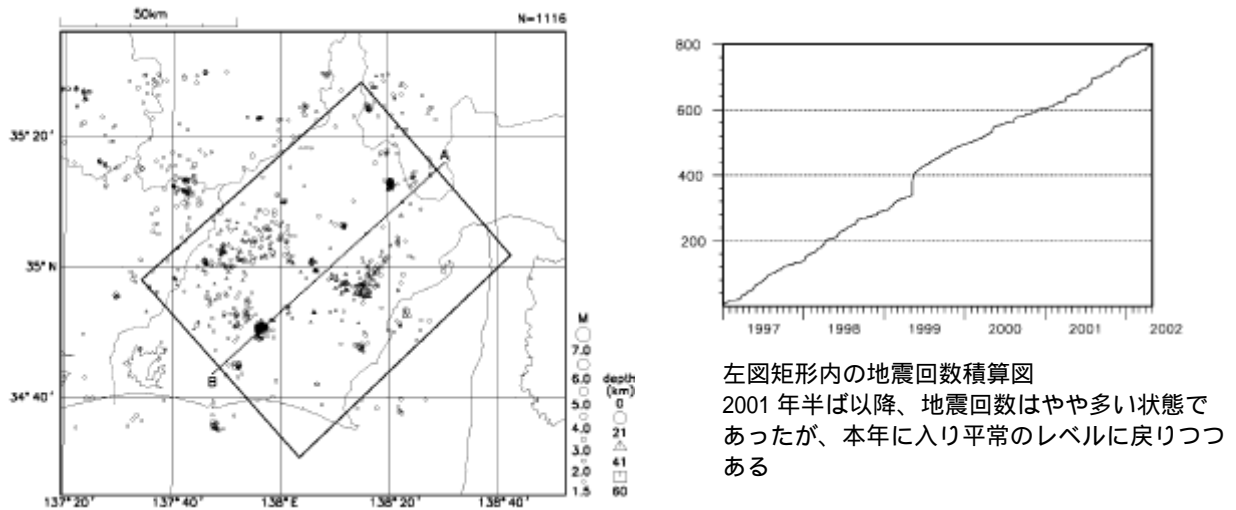 50km
N=1116
35°20'
35°N
34°40'
137°20'
137°40'
138°E
138°20'
138°40'
A
B
M
7.0
6.0
5.0
4.0
3.0
2.0
1.5
depth
(km)
0
21
41
60
800
600
400
200
1997
1998
1999
2000
2001
2002
左図矩形内の地震回数積算図
2001 年半ば以降、地震回数はやや多い状態で
あったが、本年に入り平常のレベルに戻りつつ
ある